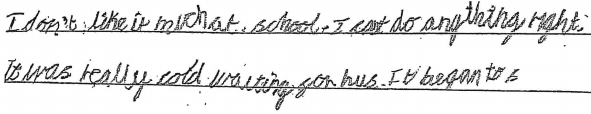 I don't like it much at. school. I cant do anything right.
It was really cold waiting for bus. It began to s